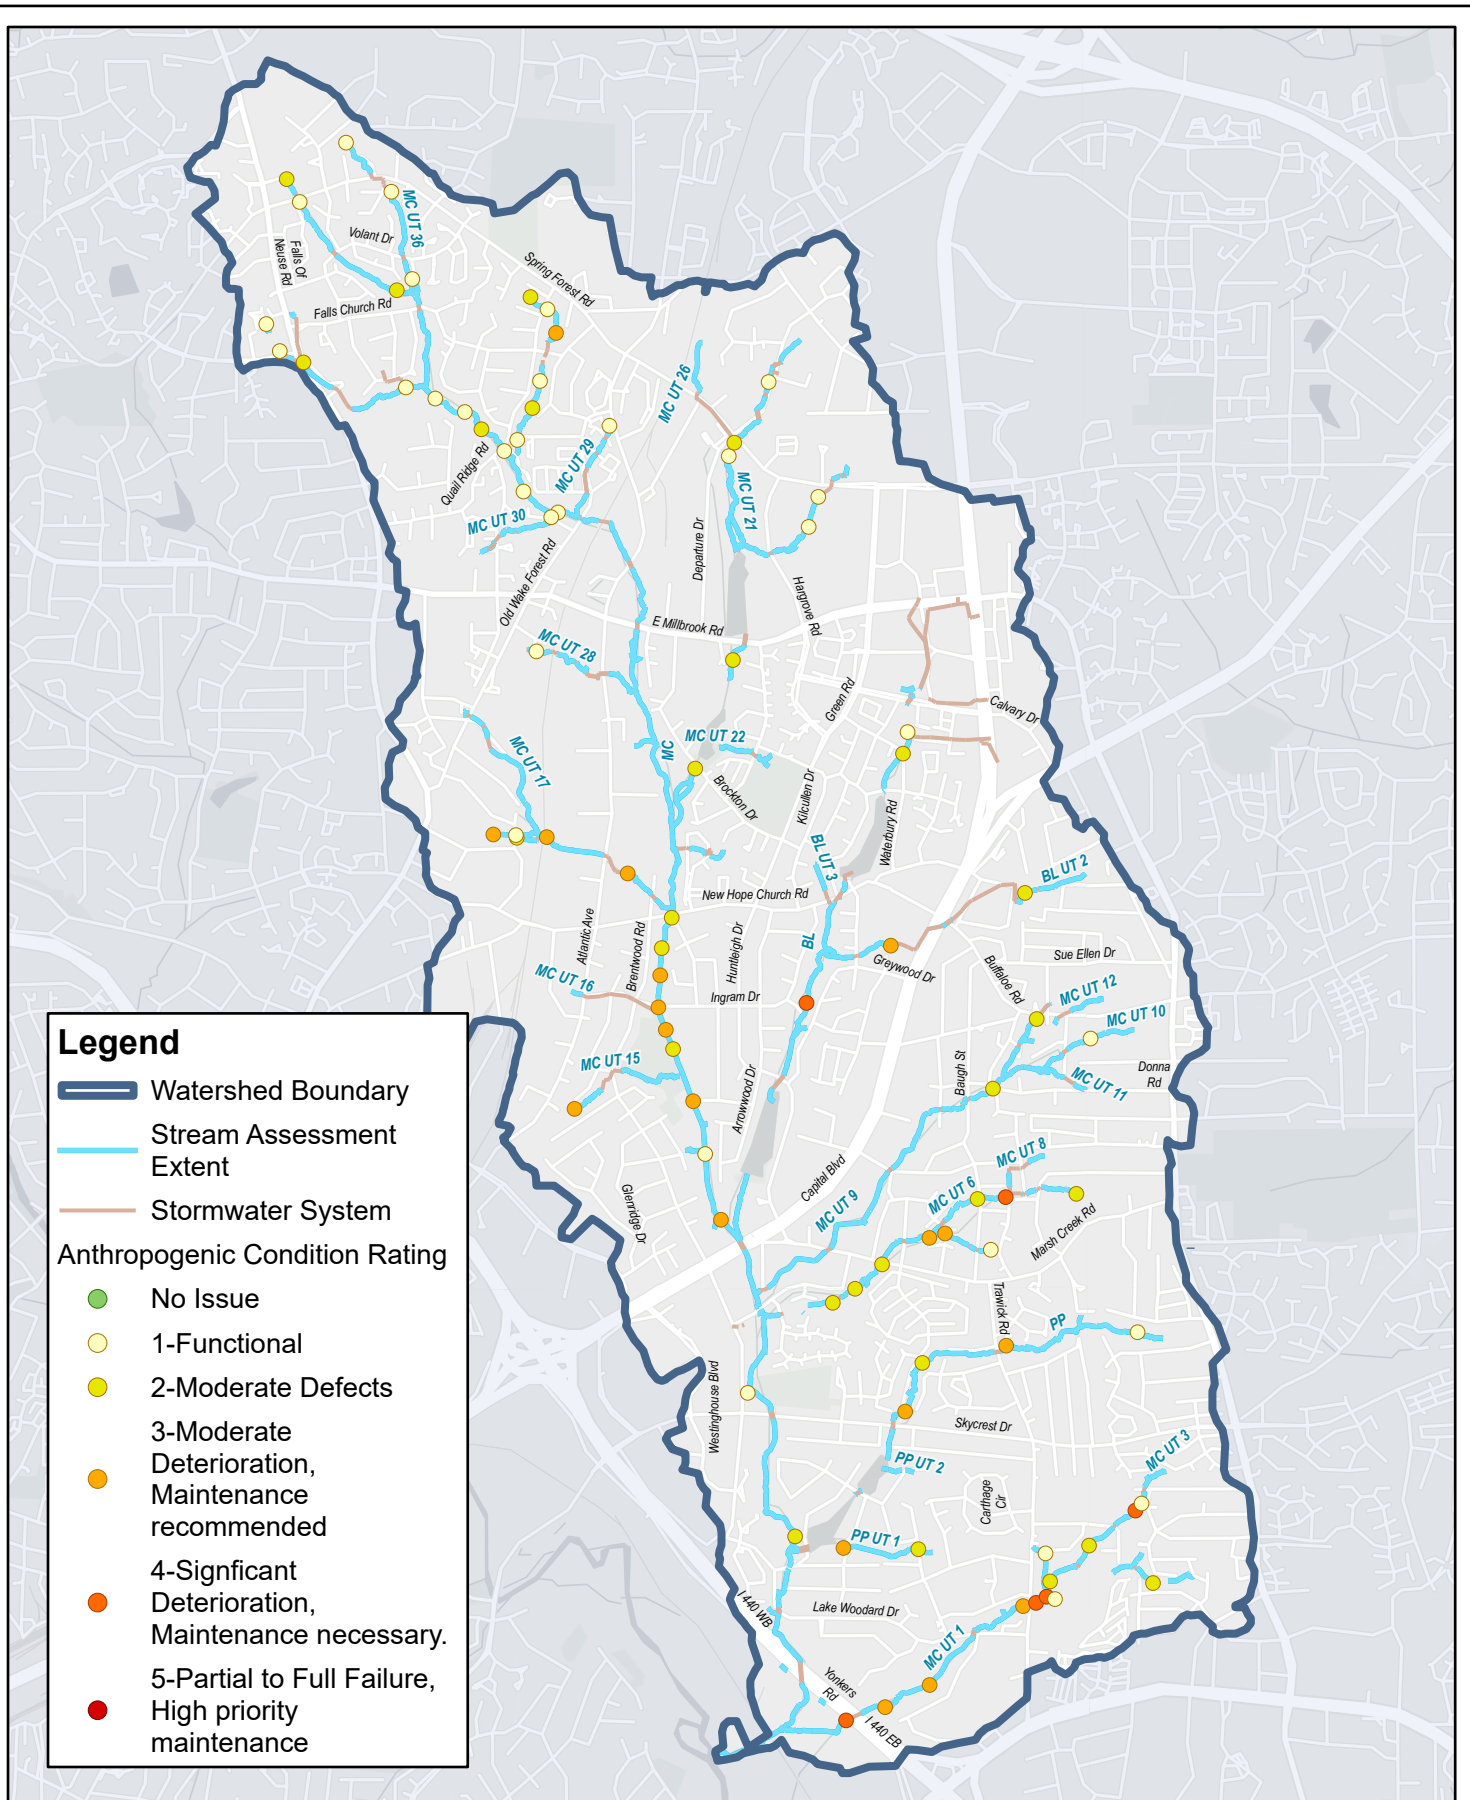 MC UT 36
Volant Dr
Falls Of
Neuse Rd
Spring Forest Rd
Falls Church Rd
MC UT 26
MC UT 29
Quail Ridge Rd
MC UT 21
MC UT 30
Departure Dr
Old Wake Forest Rd
Hargrove Rd
E Millbrook Rd
MC UT 28
Green Rd
Calvary Dr
MC
MC UT 22
MC UT 17
Brockton Dr
Kilcullen Dr
Waterbury Rd
BL UT 3
BL UT 2
New Hope Church Rd
Atlantic Ave
Brentwood Rd
Huntleigh Dr
BL
Greywood Dr
Sue Ellen Dr
Buffaloe Rd
MC UT 16
Ingram Dr
MC UT 12
MC UT 10
MC UT 15
Baugh St
Donna
Rd
MC UT 11
Arrowwood Dr
MC UT 8
Capital Blvd
MC UT 6
MC UT 9
Glenridge Dr
Marsh Creek Rd
Trawick Rd
PP
Westinghouse Blvd
Skycrest Dr
PP UT 2
MC UT 3
Carthage
Cir
PP UT 1
I 440 WB
Lake Woodard Dr
MC UT 1
Yonkers
Rd
I 440 EB
Legend
Watershed Boundary
Stream Assessment
Extent
Stormwater System
Anthropogenic Condition Rating
No Issue
1-Functional
2-Moderate Defects
3-Moderate
Deterioration,
Maintenance
recommended
4-Signficant
Deterioration,
Maintenance necessary.
5-Partial to Full Failure,
High priority
maintenance